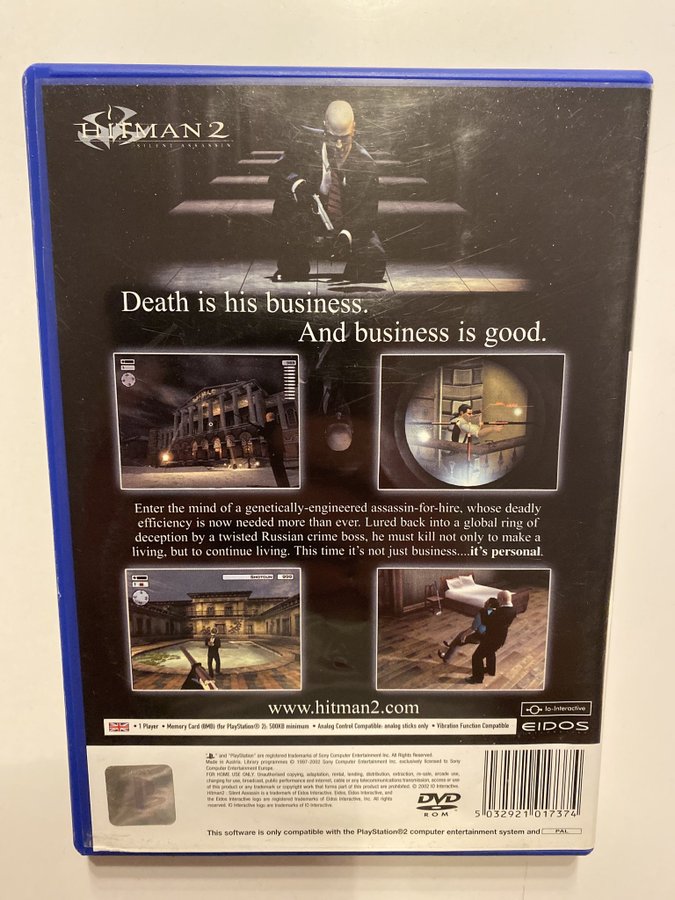 HITMAN 2
SILENT ASSASSIN
Death is his business.
And business is good.
Enter the mind of a genetically-engineered assassin-for-hire, whose deadly
efficiency is now needed more than ever. Lured back into a global ring of
deception by a twisted Russian crime boss, he must kill not only to make a
living, but to continue living. This time it's not just business....it's personal.
SHOTGUN 999
www.hitman2.com
Io-Interactive
• 1 Player • Memory Card (8MB) (for PlayStation® 2): 500KB minimum • Analog Control Compatible: analog sticks only • Vibration Function Compatible
EIDOS
" and "PlayStation" are registered trademarks of Sony Computer Entertainment Inc. All Rights Reserved.
Made in Austria. Library programmes © 1997-2002 Sony Computer Entertainment Inc. exclusively licensed to Sony
Computer Entertainment Europe.
FOR HOME USE ONLY. Unauthorised copying, adaptation, rental, lending, distribution, extraction, re-sale, arcade use,
charging for use, broadcast, public performance and internet, cable or any telecommunications transmission, access or use
of this product or any trademark or copyright work that forms part of this product are prohibited. © 2002 IO Interactive.
Hitman2 : Silent Assassin is a trademark of Eidos Interactive. Eidos, Eidos Interactive, and
the Eidos Interactive logo are registered trademarks of Eidos Interactive, Inc. All rights
reserved. IO Interactive logo are trademarks of IO Interactive.
DVD
ROM
5 032921 017374
This software is only compatible with the PlayStation®2 computer entertainment system and PAL